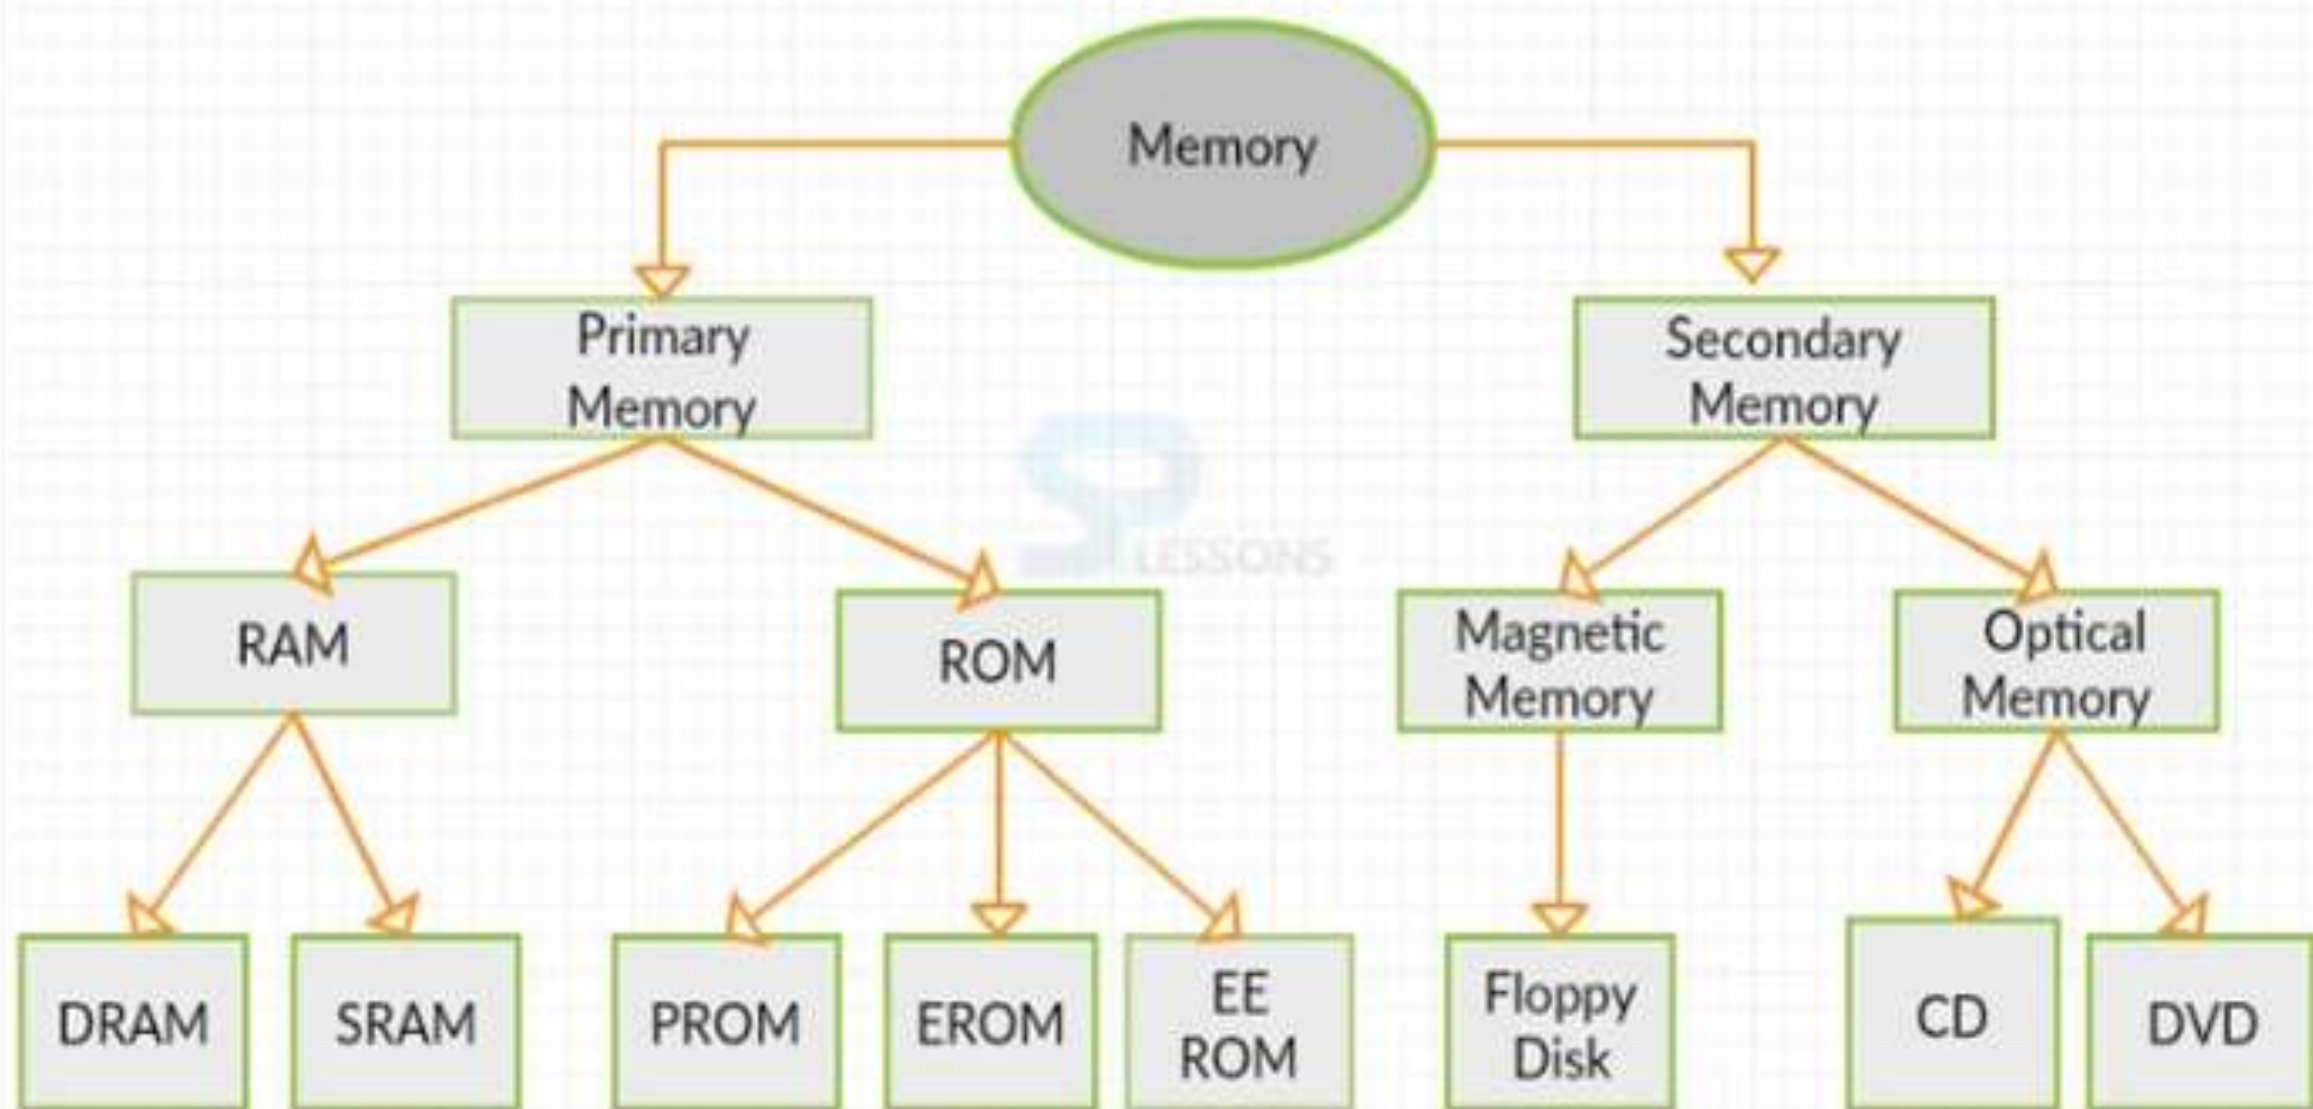 Memory
Primary
Memory
Secondary
Memory
LESSONS
RAM
ROM
Magnetic
Memory
Optical
Memory
DRAM
SRAM
PROM
EROM
EE
ROM
Floppy
Disk
CD
DVD